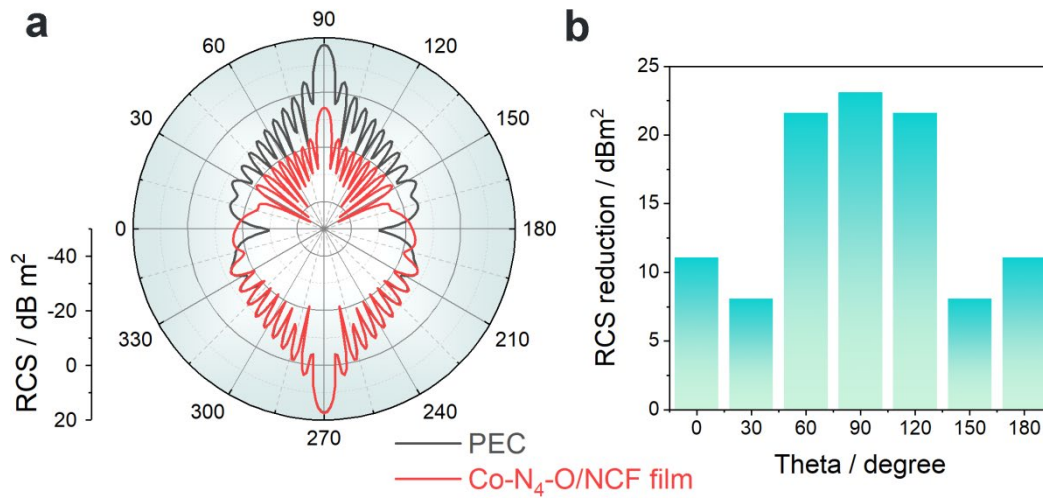 a
90
60
120
30
150
0
180
330
210
300
240
270
RCS / dB m²
-40
-20
0
20
PEC
Co-N₄-O/NCF film
b
RCS reduction / dBm²
25
20
15
10
5
0
0 30 60 90 120 150 180
Theta / degree